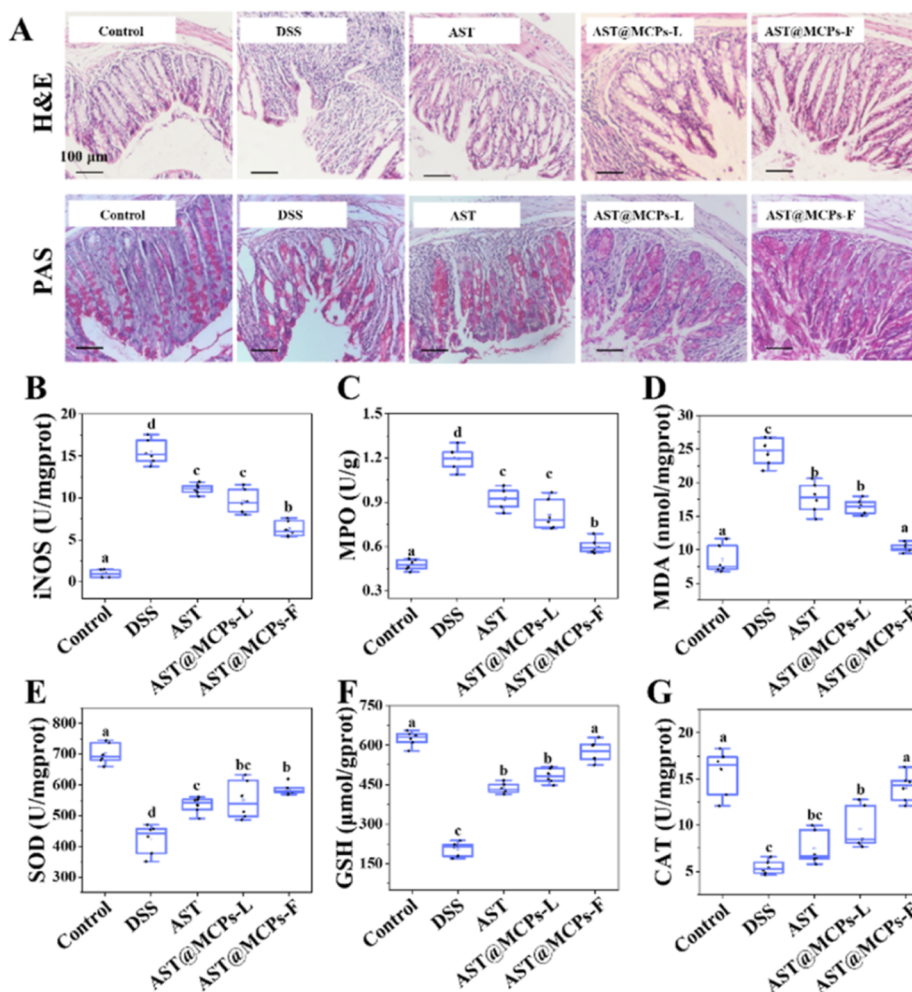 A
H&E
Control
DSS
AST
AST@MCPs-L
AST@MCPs-F
100 μm
PAS
Control
DSS
AST
AST@MCPs-L
AST@MCPs-F
B
iNOS (U/mgprot)
20
15
10
5
0
a
d
c
c
b
Control
DSS
AST
AST@MCPs-L
AST@MCPs-F
C
MPO (U/g)
1.5
1.2
0.9
0.6
0.3
a
d
c
c
b
Control
DSS
AST
AST@MCPs-L
AST@MCPs-F
D
MDA (nmol/mgprot)
30
25
20
15
10
5
a
c
b
b
a
Control
DSS
AST
AST@MCPs-L
AST@MCPs-F
E
SOD (U/mgprot)
800
700
600
500
400
300
a
d
c
bc
b
Control
DSS
AST
AST@MCPs-L
AST@MCPs-F
F
GSH (μmol/gprot)
750
600
450
300
150
a
c
b
b
a
Control
DSS
AST
AST@MCPs-L
AST@MCPs-F
G
CAT (U/mgprot)
20
15
10
5
a
c
bc
b
a
Control
DSS
AST
AST@MCPs-L
AST@MCPs-F